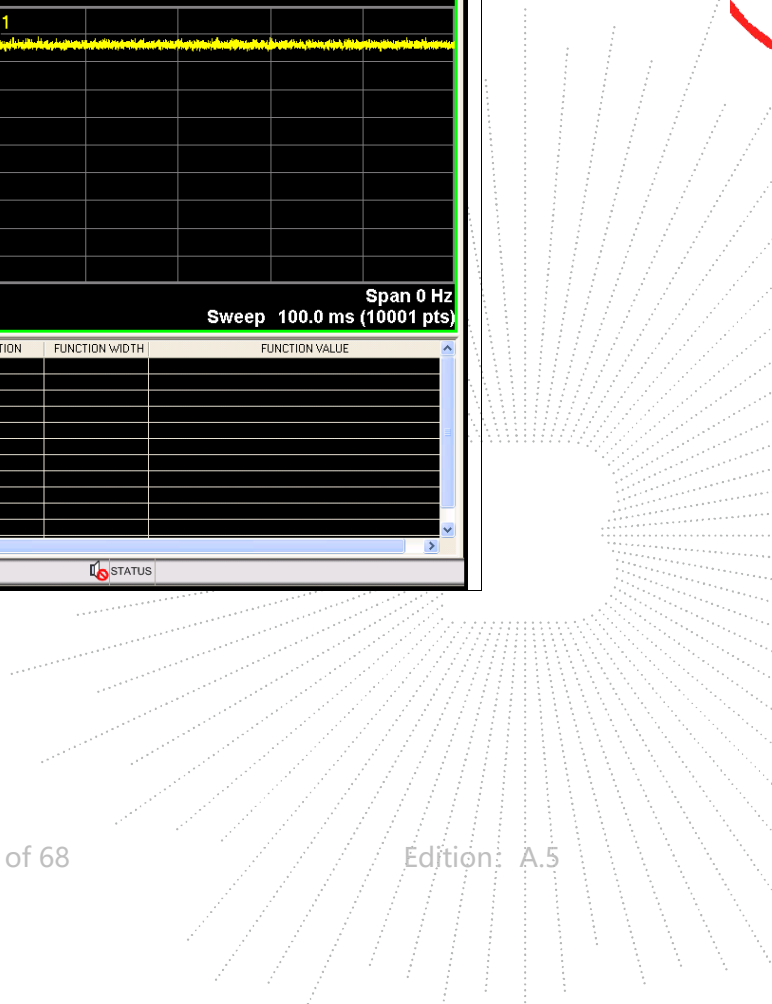 1
Span 0 Hz
Sweep 100.0 ms (10001 pts)
FUNCTION WIDTH FUNCTION VALUE
STATUS
of 68 Edition: A.5